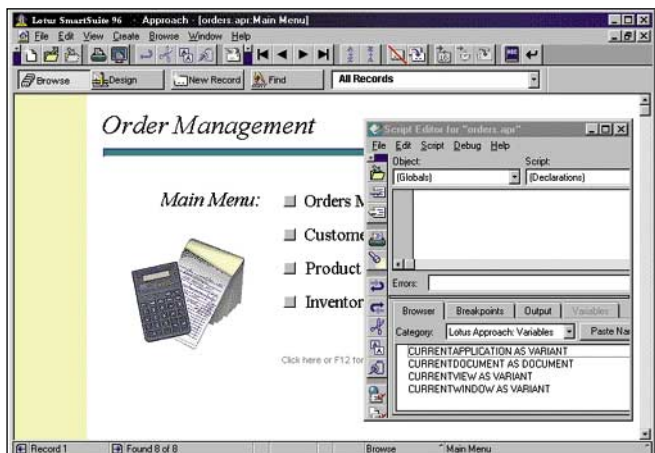 Lotus SmartSuite 96 - Approach - [orders.apr:Main Menu]
File Edit View Create Browse Window Help
Browse Design New Record Find All Records
Order Management
Main Menu:
Orders M
Custome
Product
Inventor
Click here or F12 for
Script Editor for "orders.apr"
File Edit Script Debug Help
Object: Script:
(Globals) (Declarations)
Errors:
Browser Breakpoints Output Variables
Category: Lotus Approach: Variables Paste Nam
CURRENTAPPLICATION AS VARIANT
CURRENTDOCUMENT AS DOCUMENT
CURRENTVIEW AS VARIANT
CURRENTWINDOW AS VARIANT
Record 1 Found 8 of 8 Browse Main Menu